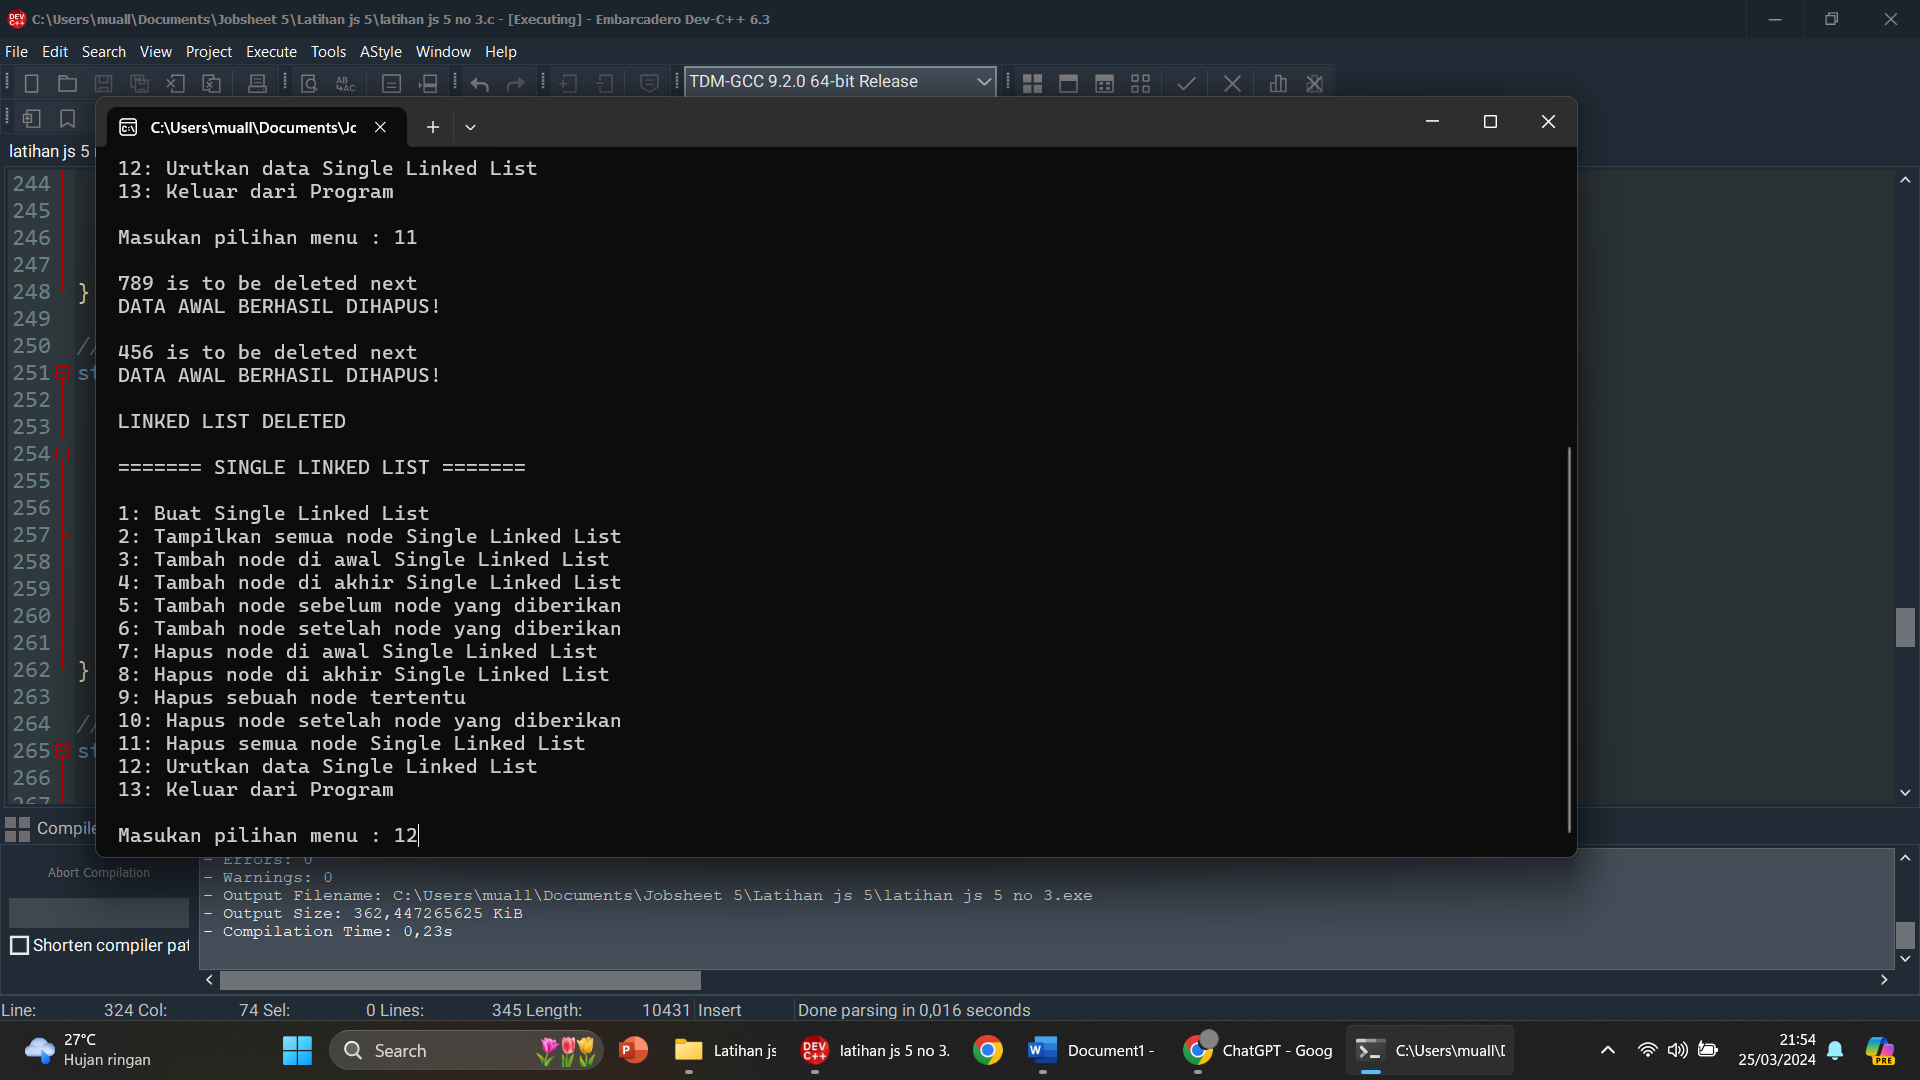 C:\Users\muall\Documents\Jobsheet 5\Latihan js 5\latihan js 5 no 3.c - [Executing] - Embarcadero Dev-C++ 6.3
File Edit Search View Project Execute Tools AStyle Window Help
TDM-GCC 9.2.0 64-bit Release
C:\Users\muall\Documents\Jc
latihan js 5
12: Urutkan data Single Linked List
13: Keluar dari Program
Masukan pilihan menu : 11
789 is to be deleted next
DATA AWAL BERHASIL DIHAPUS!
456 is to be deleted next
DATA AWAL BERHASIL DIHAPUS!
LINKED LIST DELETED
======= SINGLE LINKED LIST =======
1: Buat Single Linked List
2: Tampilkan semua node Single Linked List
3: Tambah node di awal Single Linked List
4: Tambah node di akhir Single Linked List
5: Tambah node sebelum node yang diberikan
6: Tambah node setelah node yang diberikan
7: Hapus node di awal Single Linked List
8: Hapus node di akhir Single Linked List
9: Hapus sebuah node tertentu
10: Hapus node setelah node yang diberikan
11: Hapus semua node Single Linked List
12: Urutkan data Single Linked List
13: Keluar dari Program
Masukan pilihan menu : 12
244
245
246
247
248 }
249
250 //
251 st
252
253
254
255
256
257
258
259
260
261
262 }
263
264 //
265 st
266
267
Compile
Abort Compilation
Shorten compiler pat
- Errors: 0
- Warnings: 0
- Output Filename: C:\Users\muall\Documents\Jobsheet 5\Latihan js 5\latihan js 5 no 3.exe
- Output Size: 362,447265625 KiB
- Compilation Time: 0,23s
Line: 324 Col: 74 Sel: 0 Lines: 345 Length: 10431 Insert Done parsing in 0,016 seconds
27°C
Hujan ringan
Search
Latihan js
latihan js 5 no 3.
Document1 -
ChatGPT - Goog
C:\Users\muall\D
21:54
25/03/2024
PRE